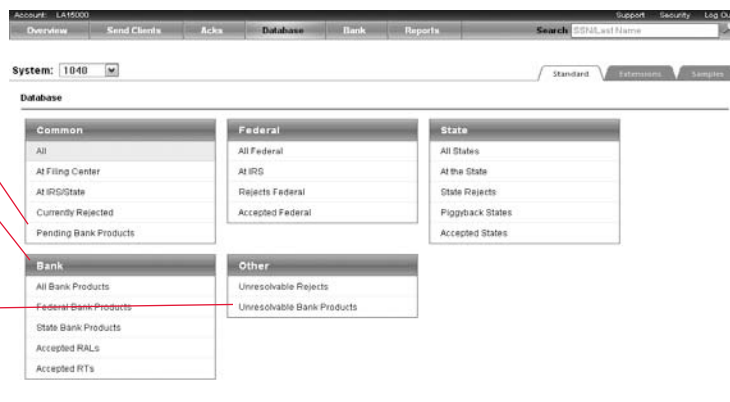 Account: LA15000 Support Security Log Ou
Overview Send Clients Acks Database Bank Reports Search SSN/Last Name
System: 1040
Standard Extensions Samples
Database
Common
All
At Filing Center
At IRS/State
Currently Rejected
Pending Bank Products
Federal
All Federal
At IRS
Rejects Federal
Accepted Federal
State
All States
At the State
State Rejects
Piggyback States
Accepted States
Bank
All Bank Products
Federal Bank Products
State Bank Products
Accepted RALs
Accepted RTs
Other
Unresolvable Rejects
Unresolvable Bank Products